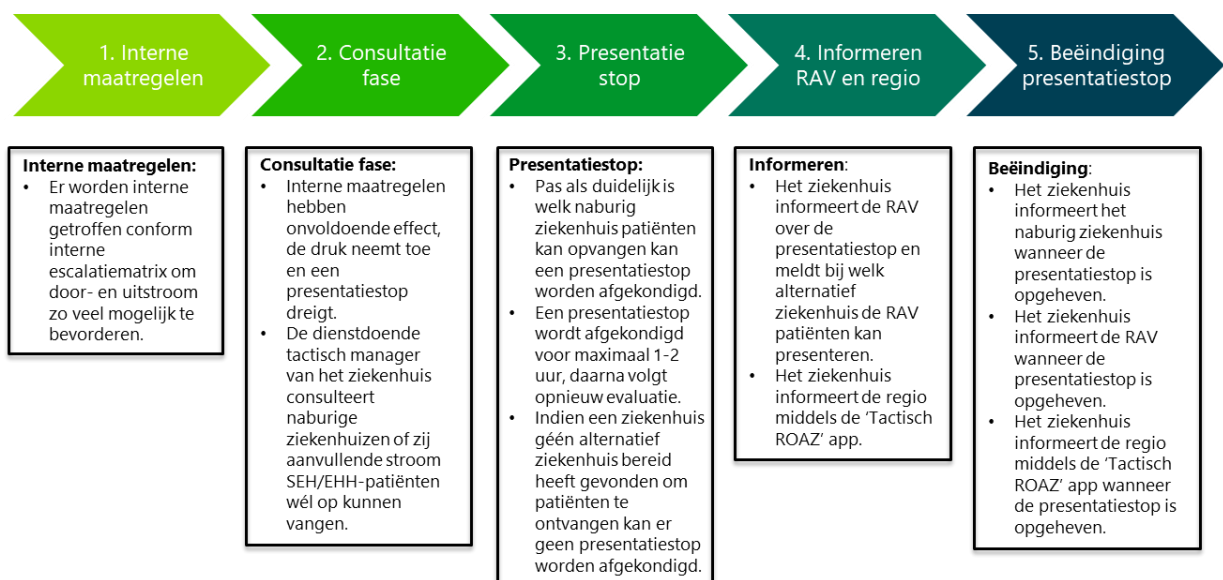 1. Interne
maatregelen
2. Consultatie
fase
3. Presentatie
stop
4. Informeren
RAV en regio
5. Beëindiging
presentatiestop
Interne maatregelen:
• Er worden interne
maatregelen
getroffen conform
interne
escalatiematrix om
door- en uitstroom
zo veel mogelijk te
bevorderen.
Consultatie fase:
• Interne maatregelen
hebben
onvoldoende effect,
de druk neemt toe
en een
presentatiestop
dreigt.
• De dienstdoende
tactisch manager
van het ziekenhuis
consulteert
naburige
ziekenhuizen of zij
aanvullende stroom
SEH/EHH-patiënten
wél op kunnen
vangen.
Presentatiestop:
• Pas als duidelijk is
welk naburig
ziekenhuis patiënten
kan opvangen kan
een presentatiestop
worden afgekondigd.
• Een presentatiestop
wordt afgekondigd
voor maximaal 1-2
uur, daarna volgt
opnieuw evaluatie.
• Indien een ziekenhuis
géén alternatief
ziekenhuis bereid
heeft gevonden om
patiënten te
ontvangen kan er
geen presentatiestop
worden afgekondigd.
Informeren:
• Het ziekenhuis
informeert de RAV
over de
presentatiestop en
meldt bij welk
alternatief
ziekenhuis de RAV
patiënten kan
presenteren.
• Het ziekenhuis
informeert de regio
middels de ‘Tactisch
ROAZ’ app.
Beëindiging:
• Het ziekenhuis
informeert het
naburig ziekenhuis
wanneer de
presentatiestop is
opgeheven.
• Het ziekenhuis
informeert de RAV
wanneer de
presentatiestop is
opgeheven.
• Het ziekenhuis
informeert de regio
middels de ‘Tactisch
ROAZ’ app wanneer
de presentatiestop is
opgeheven.